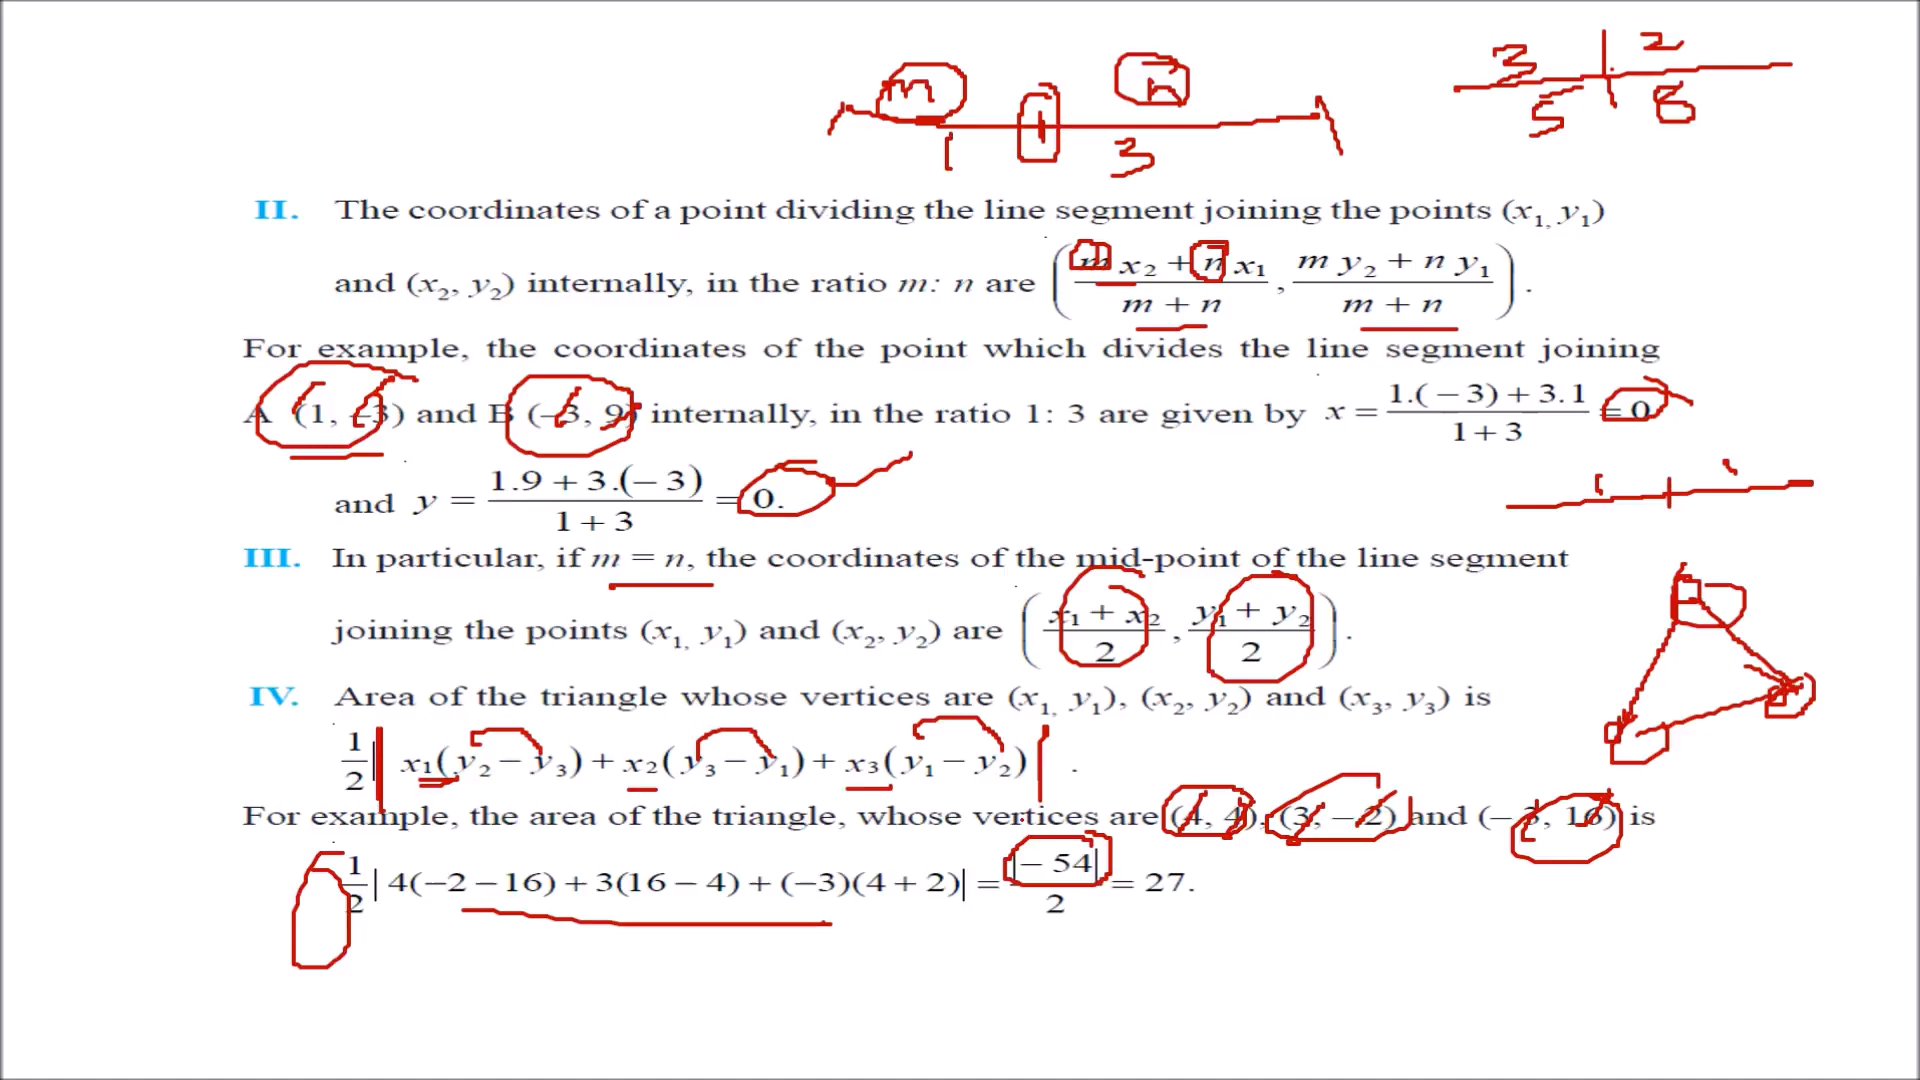 m n 3 2
1 3 5 6
II. The coordinates of a point dividing the line segment joining the points (x₁, y₁)
and (x₂, y₂) internally, in the ratio m: n are ( (m x₂ + n x₁)/(m + n) , (m y₂ + n y₁)/(m + n) ) .
For example, the coordinates of the point which divides the line segment joining
A (1, –3) and B (–3, 9) internally, in the ratio 1: 3 are given by x = (1.(−3) + 3.1)/(1+3) = 0
and y = (1.9 + 3.(−3))/(1 + 3) = 0.
III. In particular, if m = n, the coordinates of the mid-point of the line segment
joining the points (x₁, y₁) and (x₂, y₂) are ( (x₁ + x₂)/2 , (y₁ + y₂)/2 ) .
IV. Area of the triangle whose vertices are (x₁, y₁), (x₂, y₂) and (x₃, y₃) is
1/2 | x₁(y₂ − y₃) + x₂(y₃ − y₁) + x₃(y₁ − y₂) | .
For example, the area of the triangle, whose vertices are (4, 4), (3, –2) and (– 3, 16) is
1/2 | 4(−2 − 16) + 3(16 − 4) + (−3)(4 + 2)| = |− 54|/2 = 27.